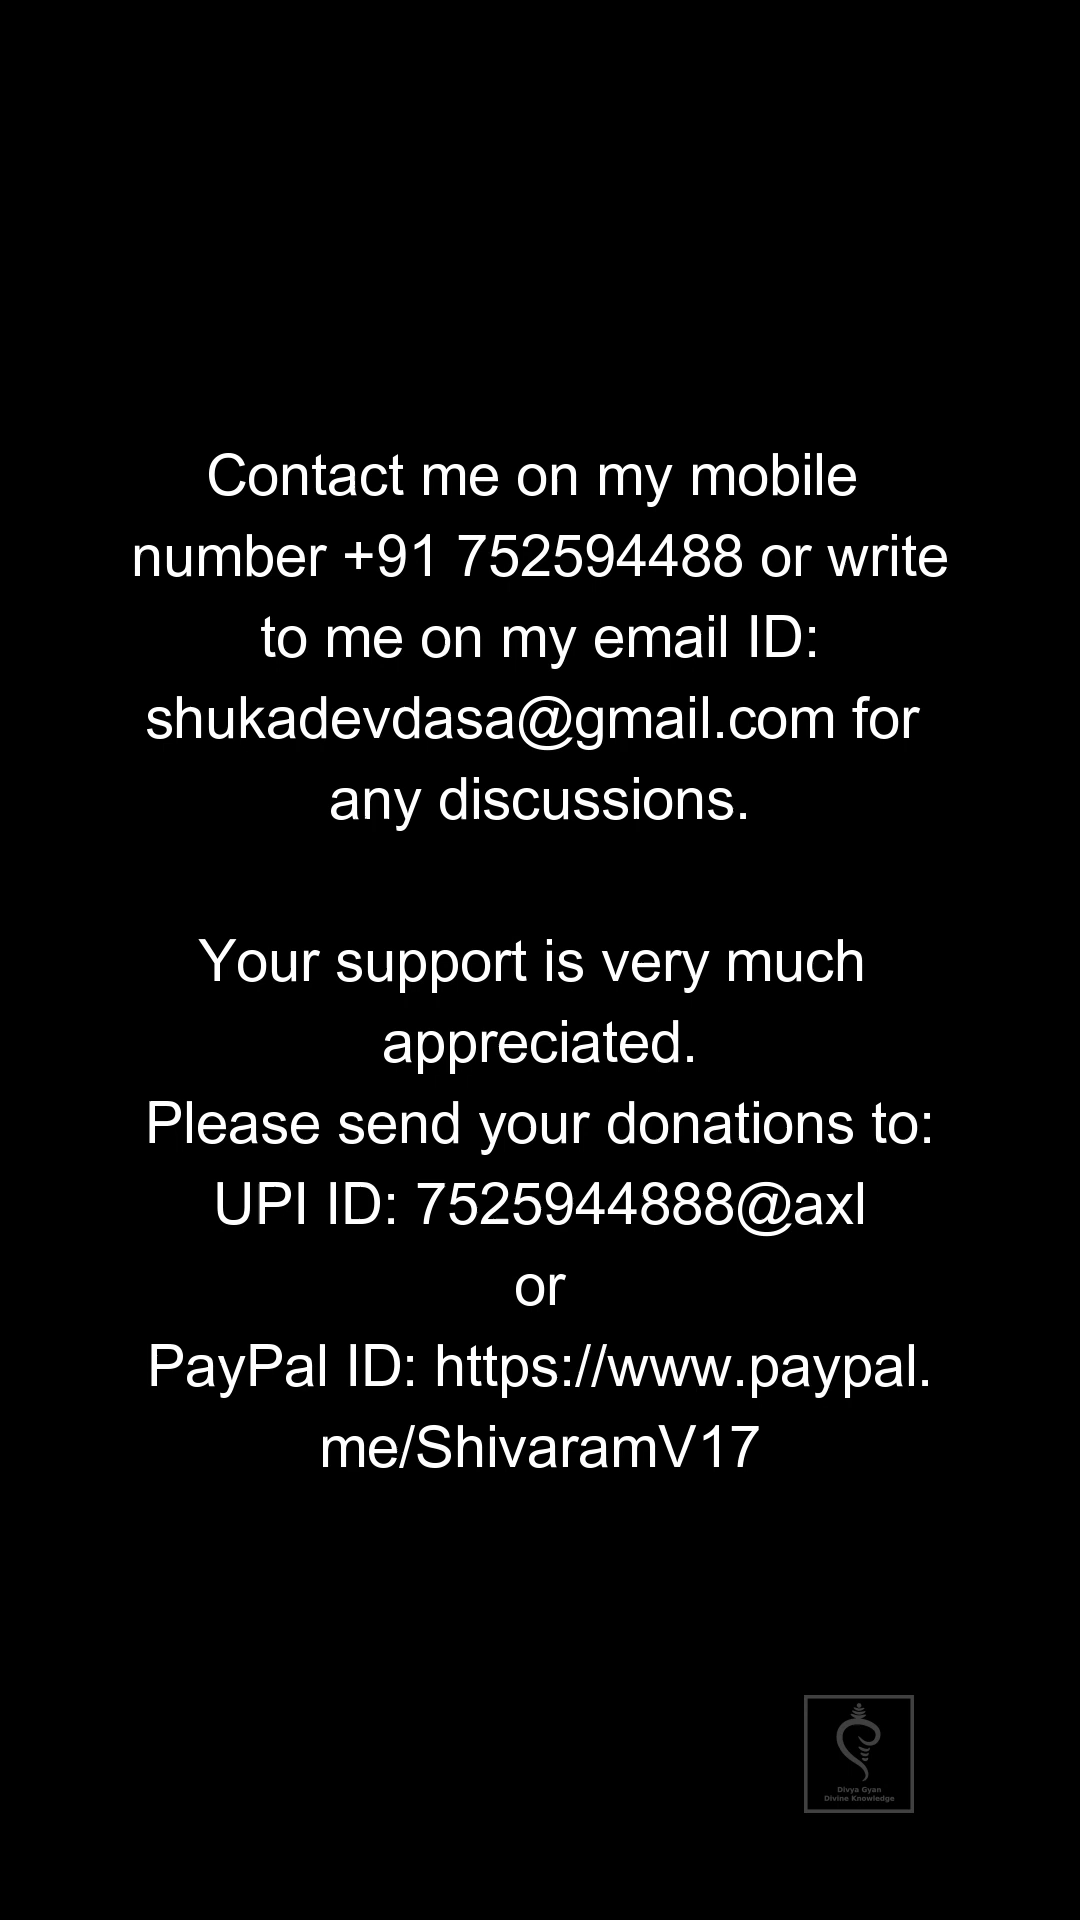 Contact me on my mobile
number +91 752594488 or write
to me on my email ID:
shukadevdasa@gmail.com for
any discussions.
Your support is very much
appreciated.
Please send your donations to:
UPI ID: 7525944888@axl
or
PayPal ID: https://www.paypal.
me/ShivaramV17
Divya Gyan
Divine Knowledge